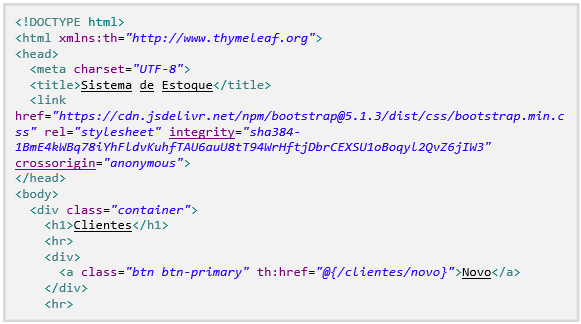 <!DOCTYPE html>
<html xmlns:th="http://www.thymeleaf.org">
<head>
<meta charset="UTF-8">
<title>Sistema de Estoque</title>
<link
href="https://cdn.jsdelivr.net/npm/bootstrap@5.1.3/dist/css/bootstrap.min.c
ss" rel="stylesheet" integrity="sha384-
1BmE4kWBq78iYhFldvKuhfTAU6auU8tT94WrHftjDbrCEXSU1oBoqyl2QvZ6jIW3"
crossorigin="anonymous">
</head>
<body>
<div class="container">
<h1>Clientes</h1>
<hr>
<div>
<a class="btn btn-primary" th:href="@{/clientes/novo}">Novo</a>
</div>
<hr>